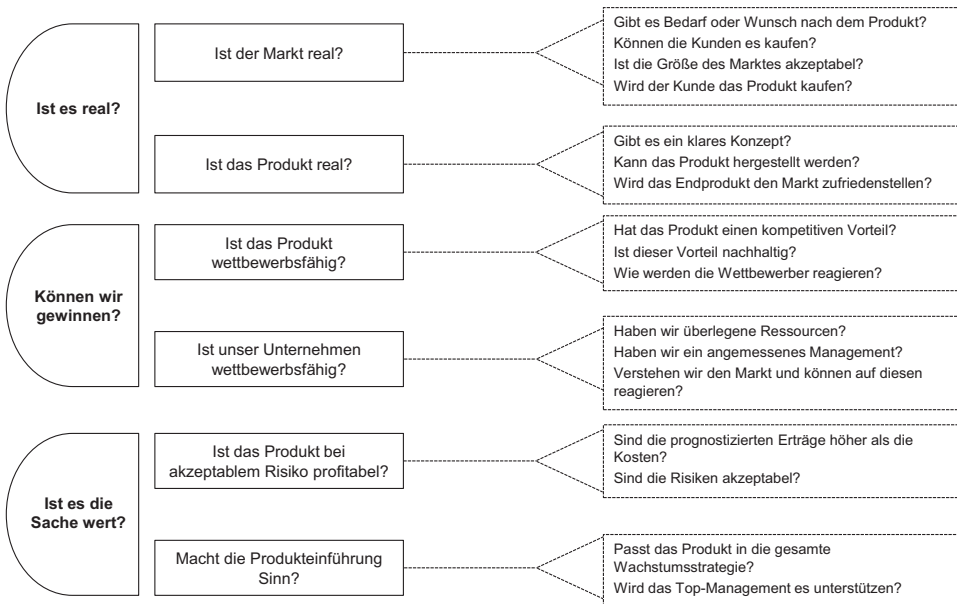 Ist es real?
Ist der Markt real?
Gibt es Bedarf oder Wunsch nach dem Produkt?
Können die Kunden es kaufen?
Ist die Größe des Marktes akzeptabel?
Wird der Kunde das Produkt kaufen?
Ist das Produkt real?
Gibt es ein klares Konzept?
Kann das Produkt hergestellt werden?
Wird das Endprodukt den Markt zufriedenstellen?
Können wir
gewinnen?
Ist das Produkt
wettbewerbsfähig?
Hat das Produkt einen kompetitiven Vorteil?
Ist dieser Vorteil nachhaltig?
Wie werden die Wettbewerber reagieren?
Ist unser Unternehmen
wettbewerbsfähig?
Haben wir überlegene Ressourcen?
Haben wir ein angemessenes Management?
Verstehen wir den Markt und können auf diesen
reagieren?
Ist es die
Sache wert?
Ist das Produkt bei
akzeptablem Risiko profitabel?
Sind die prognostizierten Erträge höher als die
Kosten?
Sind die Risiken akzeptabel?
Macht die Produkteinführung
Sinn?
Passt das Produkt in die gesamte
Wachstumsstrategie?
Wird das Top-Management es unterstützen?